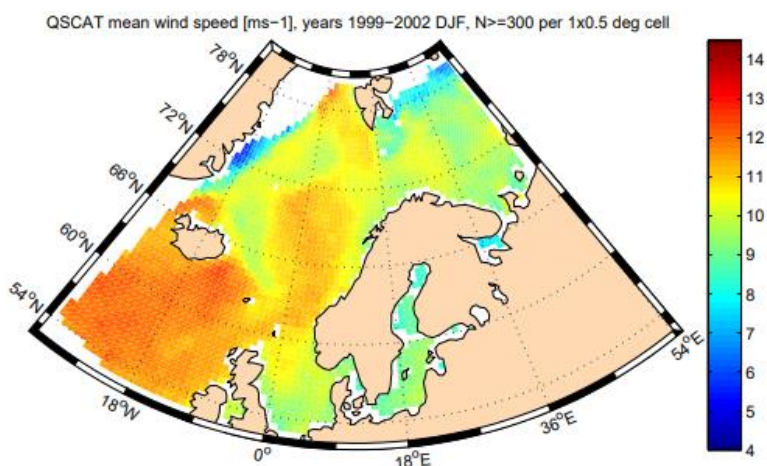 QSCAT mean wind speed [ms−1], years 1999−2002 DJF, N>=300 per 1x0.5 deg cell
78°N
72°N
66°N
60°N
54°N
18°W
0°
18°E
36°E
54°E
14
13
12
11
10
9
8
7
6
5
4